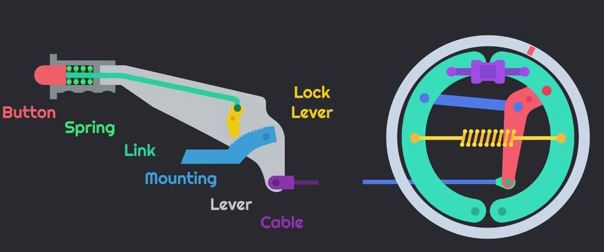 Button
Spring
Link
Mounting
Lever
Cable
Lock
Lever